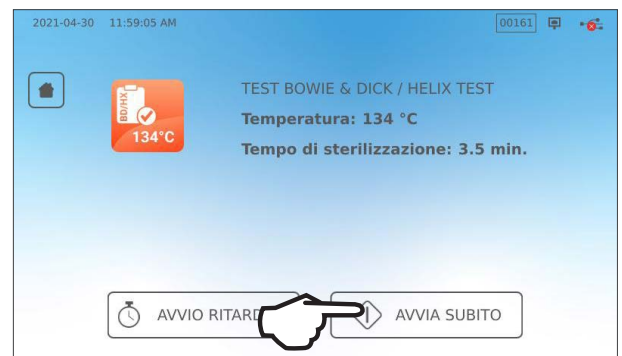 2021-04-30 11:59:05 AM
00161
BD/HX
134°C
TEST BOWIE & DICK / HELIX TEST
Temperatura: 134 °C
Tempo di sterilizzazione: 3.5 min.
AVVIO
AVVIA SUBITO